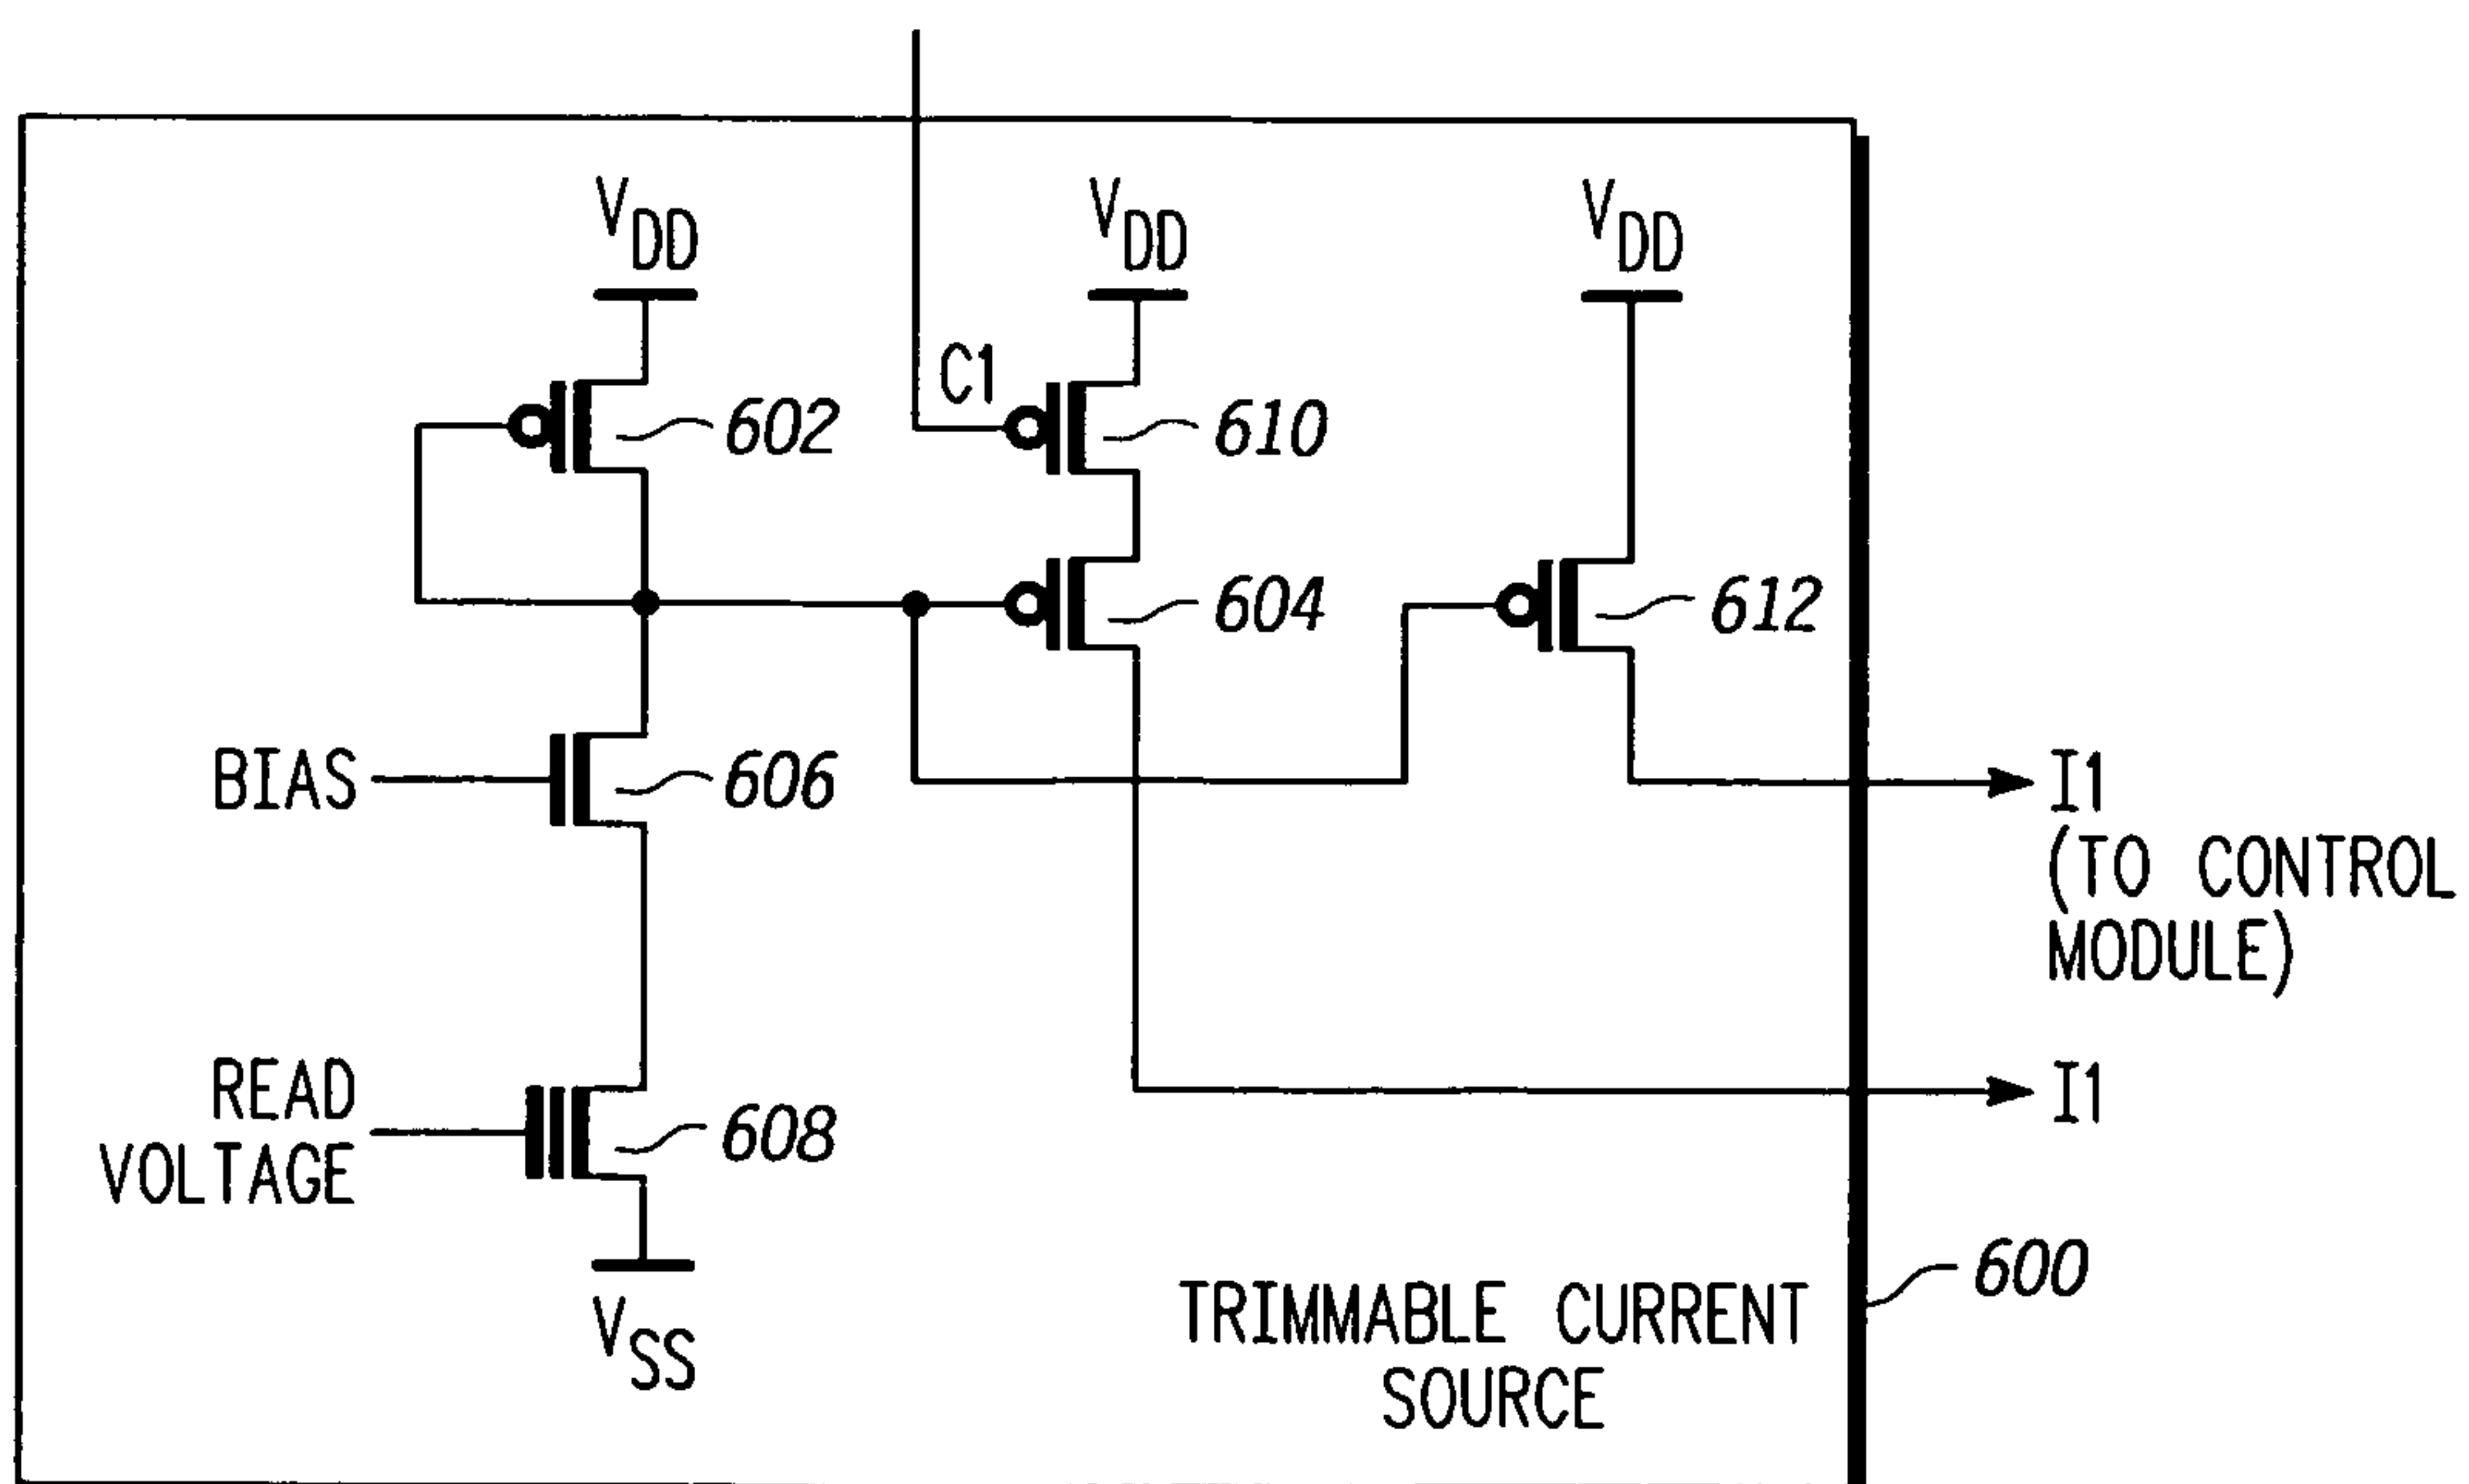 VDD VDD VDD
C1
602 610
604 612
BIAS 606
I1
(TO CONTROL
MODULE)
READ
VOLTAGE
608
I1
VSS
600
TRIMMABLE CURRENT
SOURCE